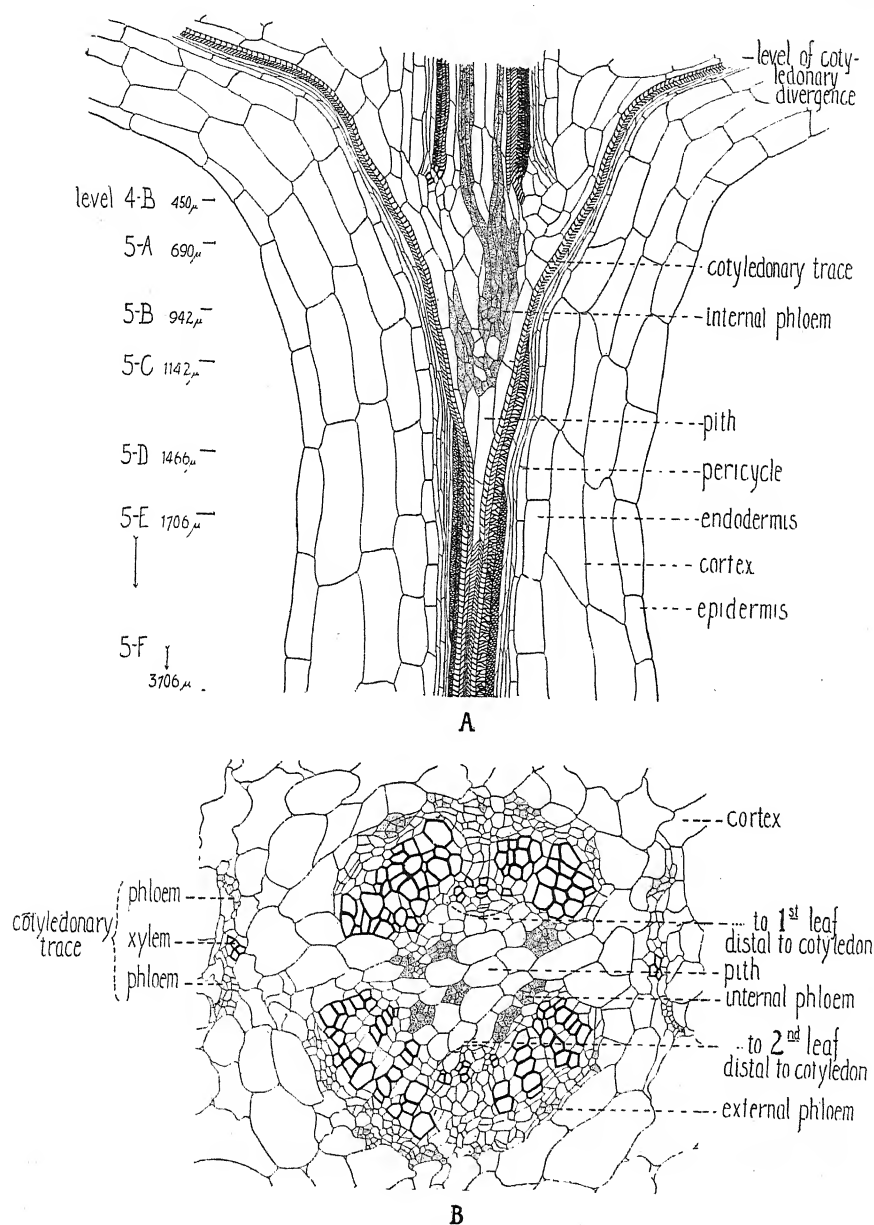 level of coty-
ledonary
divergence
level 4-B 450µ
5-A 690µ
5-B 942µ
5-C 1142µ
5-D 1466µ
5-E 1706µ
5-F
3706µ
cotyledonary trace
internal phloem
pith
pericycle
endodermis
cortex
epidermis
A
cortex
phloem
cotyledonary
trace
xylem
phloem
to 1st leaf
distal to cotyledon
pith
internal phloem
to 2nd leaf
distal to cotyledon
external phloem
B